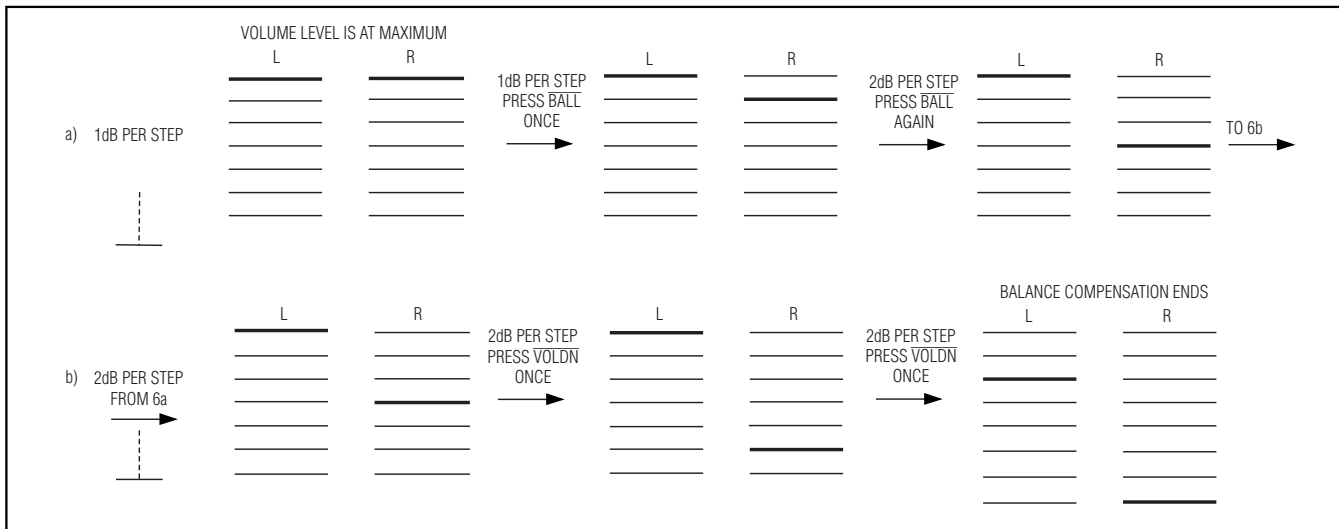 VOLUME LEVEL IS AT MAXIMUM
L R
a) 1dB PER STEP
1dB PER STEP
PRESS BALL
ONCE
L R
2dB PER STEP
PRESS BALL
AGAIN
L R
TO 6b
b) 2dB PER STEP
FROM 6a
L R
2dB PER STEP
PRESS VOLDN
ONCE
L R
2dB PER STEP
PRESS VOLDN
ONCE
BALANCE COMPENSATION ENDS
L R